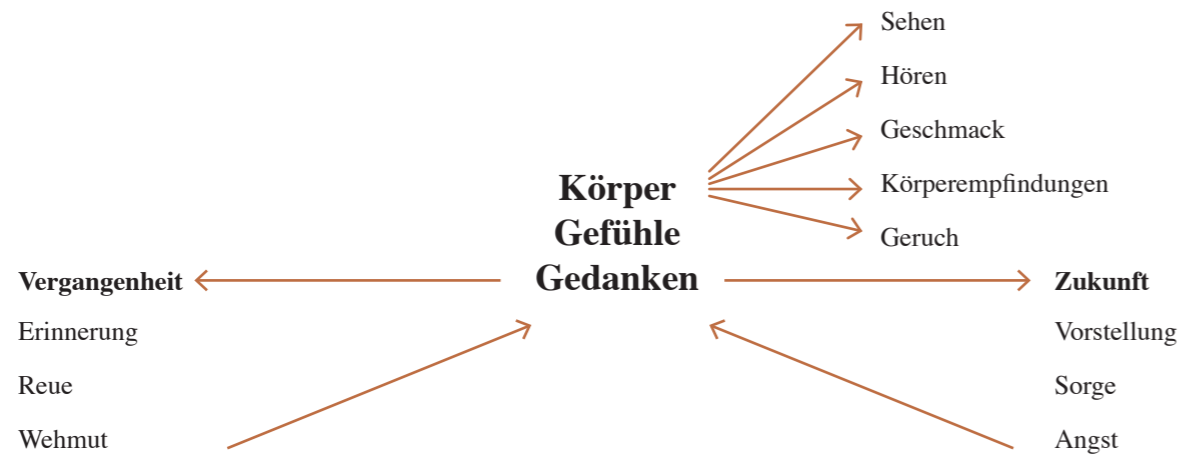 Sehen
Hören
Geschmack
Körperempfindungen
Geruch
Körper
Gefühle
Gedanken
Vergangenheit
Erinnerung
Reue
Wehmut
Zukunft
Vorstellung
Sorge
Angst